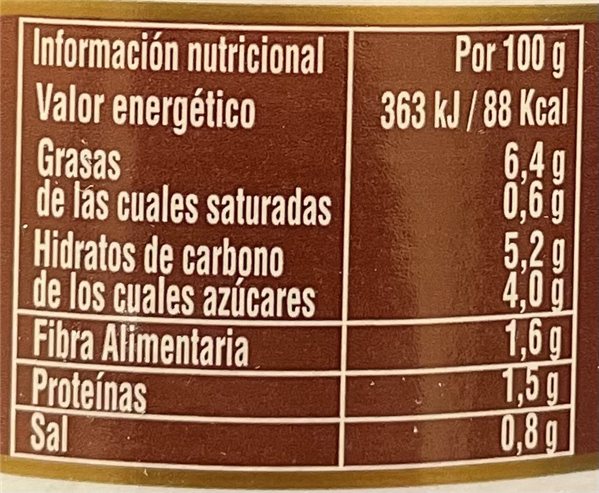 Información nutricional Por 100 g
Valor energético 363 kJ / 88 Kcal
Grasas 6,4 g
de las cuales saturadas 0,6 g
Hidratos de carbono 5,2 g
de los cuales azúcares 4,0 g
Fibra Alimentaria 1,6 g
Proteínas 1,5 g
Sal 0,8 g